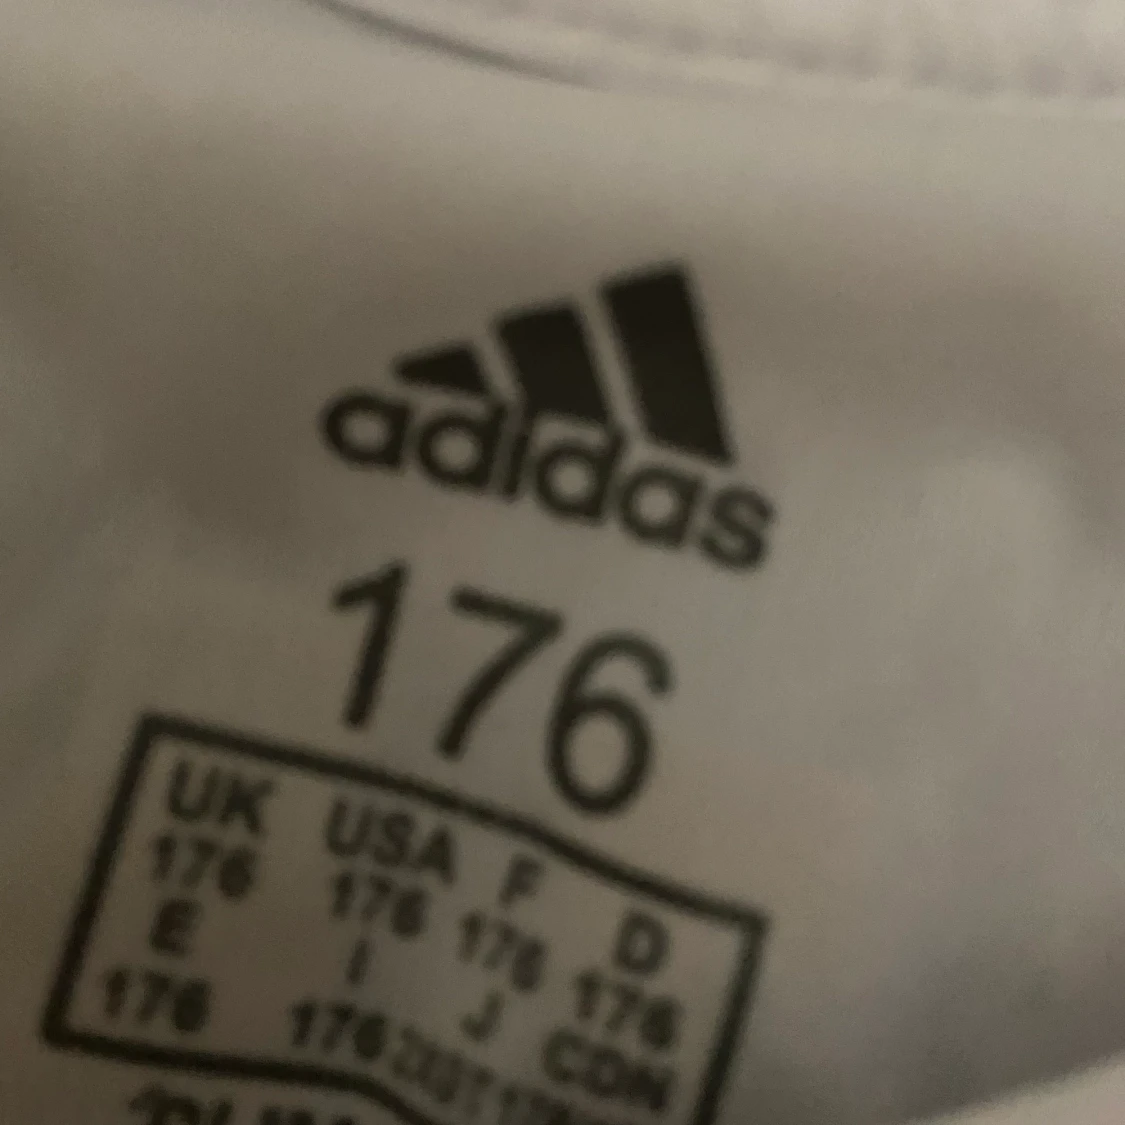 adidas
176
UK USA F D
176 176 176 176
E I J CDN
176 176